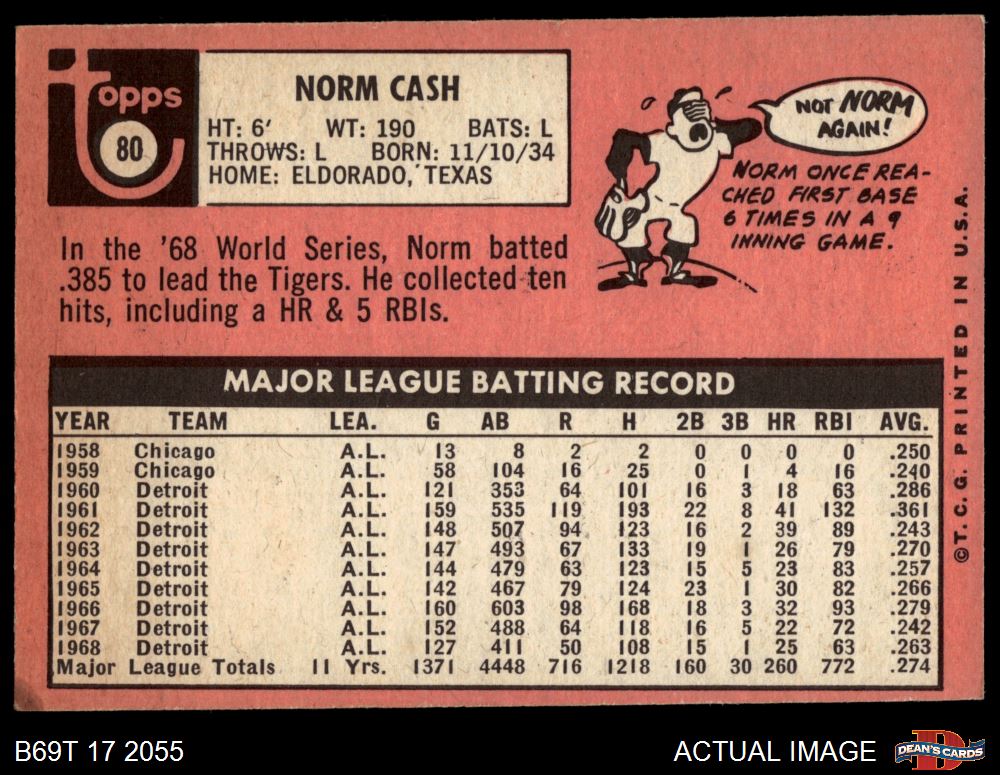 topps
80
NORM CASH
HT: 6' WT: 190 BATS: L
THROWS: L BORN: 11/10/34
HOME: ELDORADO, TEXAS
NOT NORM
AGAIN!
NORM ONCE REA-
CHED FIRST BASE
6 TIMES IN A 9
INNING GAME.
In the '68 World Series, Norm batted
.385 to lead the Tigers. He collected ten
hits, including a HR & 5 RBIs.
MAJOR LEAGUE BATTING RECORD
YEAR TEAM LEA. G AB R H 2B 3B HR RBI AVG.
1958 Chicago A.L. 13 8 2 2 0 0 0 0 .250
1959 Chicago A.L. 58 104 16 25 0 1 4 16 .240
1960 Detroit A.L. 121 353 64 101 16 3 18 63 .286
1961 Detroit A.L. 159 535 119 193 22 8 41 132 .361
1962 Detroit A.L. 148 507 94 123 16 2 39 89 .243
1963 Detroit A.L. 147 493 67 133 19 1 26 79 .270
1964 Detroit A.L. 144 479 63 123 15 5 23 83 .257
1965 Detroit A.L. 142 467 79 124 23 1 30 82 .266
1966 Detroit A.L. 160 603 98 168 18 3 32 93 .279
1967 Detroit A.L. 152 488 64 118 16 5 22 72 .242
1968 Detroit A.L. 127 411 50 108 15 1 25 63 .263
Major League Totals 11 Yrs. 1371 4448 716 1218 160 30 260 772 .274
©T.C.G. PRINTED IN U.S.A.
B69T 17 2055
ACTUAL IMAGE
D
DEAN'S CARDS